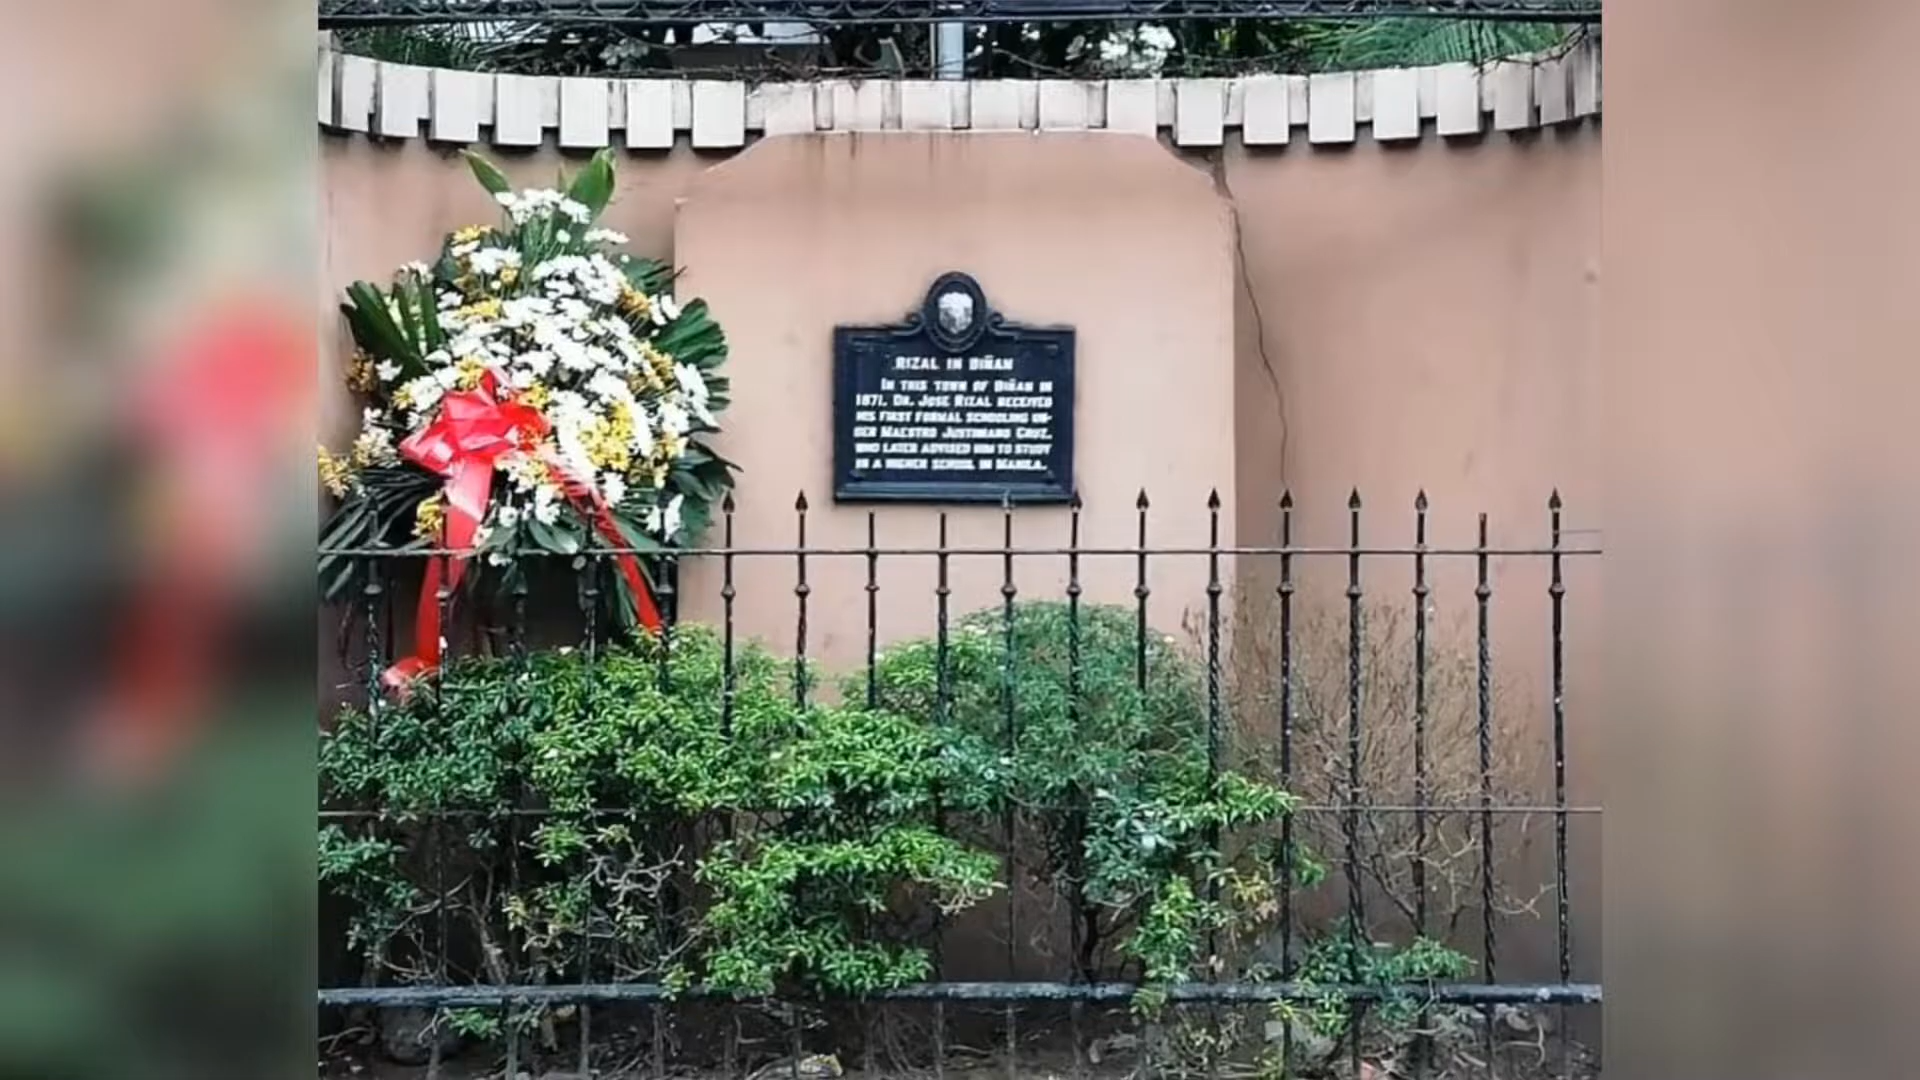 RIZAL IN BIÑAN
IN THIS TOWN OF BIÑAN IN
1871, DR. JOSE RIZAL RECEIVED
HIS FIRST FORMAL SCHOOLING UN-
DER MAESTRO JUSTINIANO CRUZ,
WHO LATER ADVISED HIM TO STUDY
IN A HIGHER SCHOOL IN MANILA.